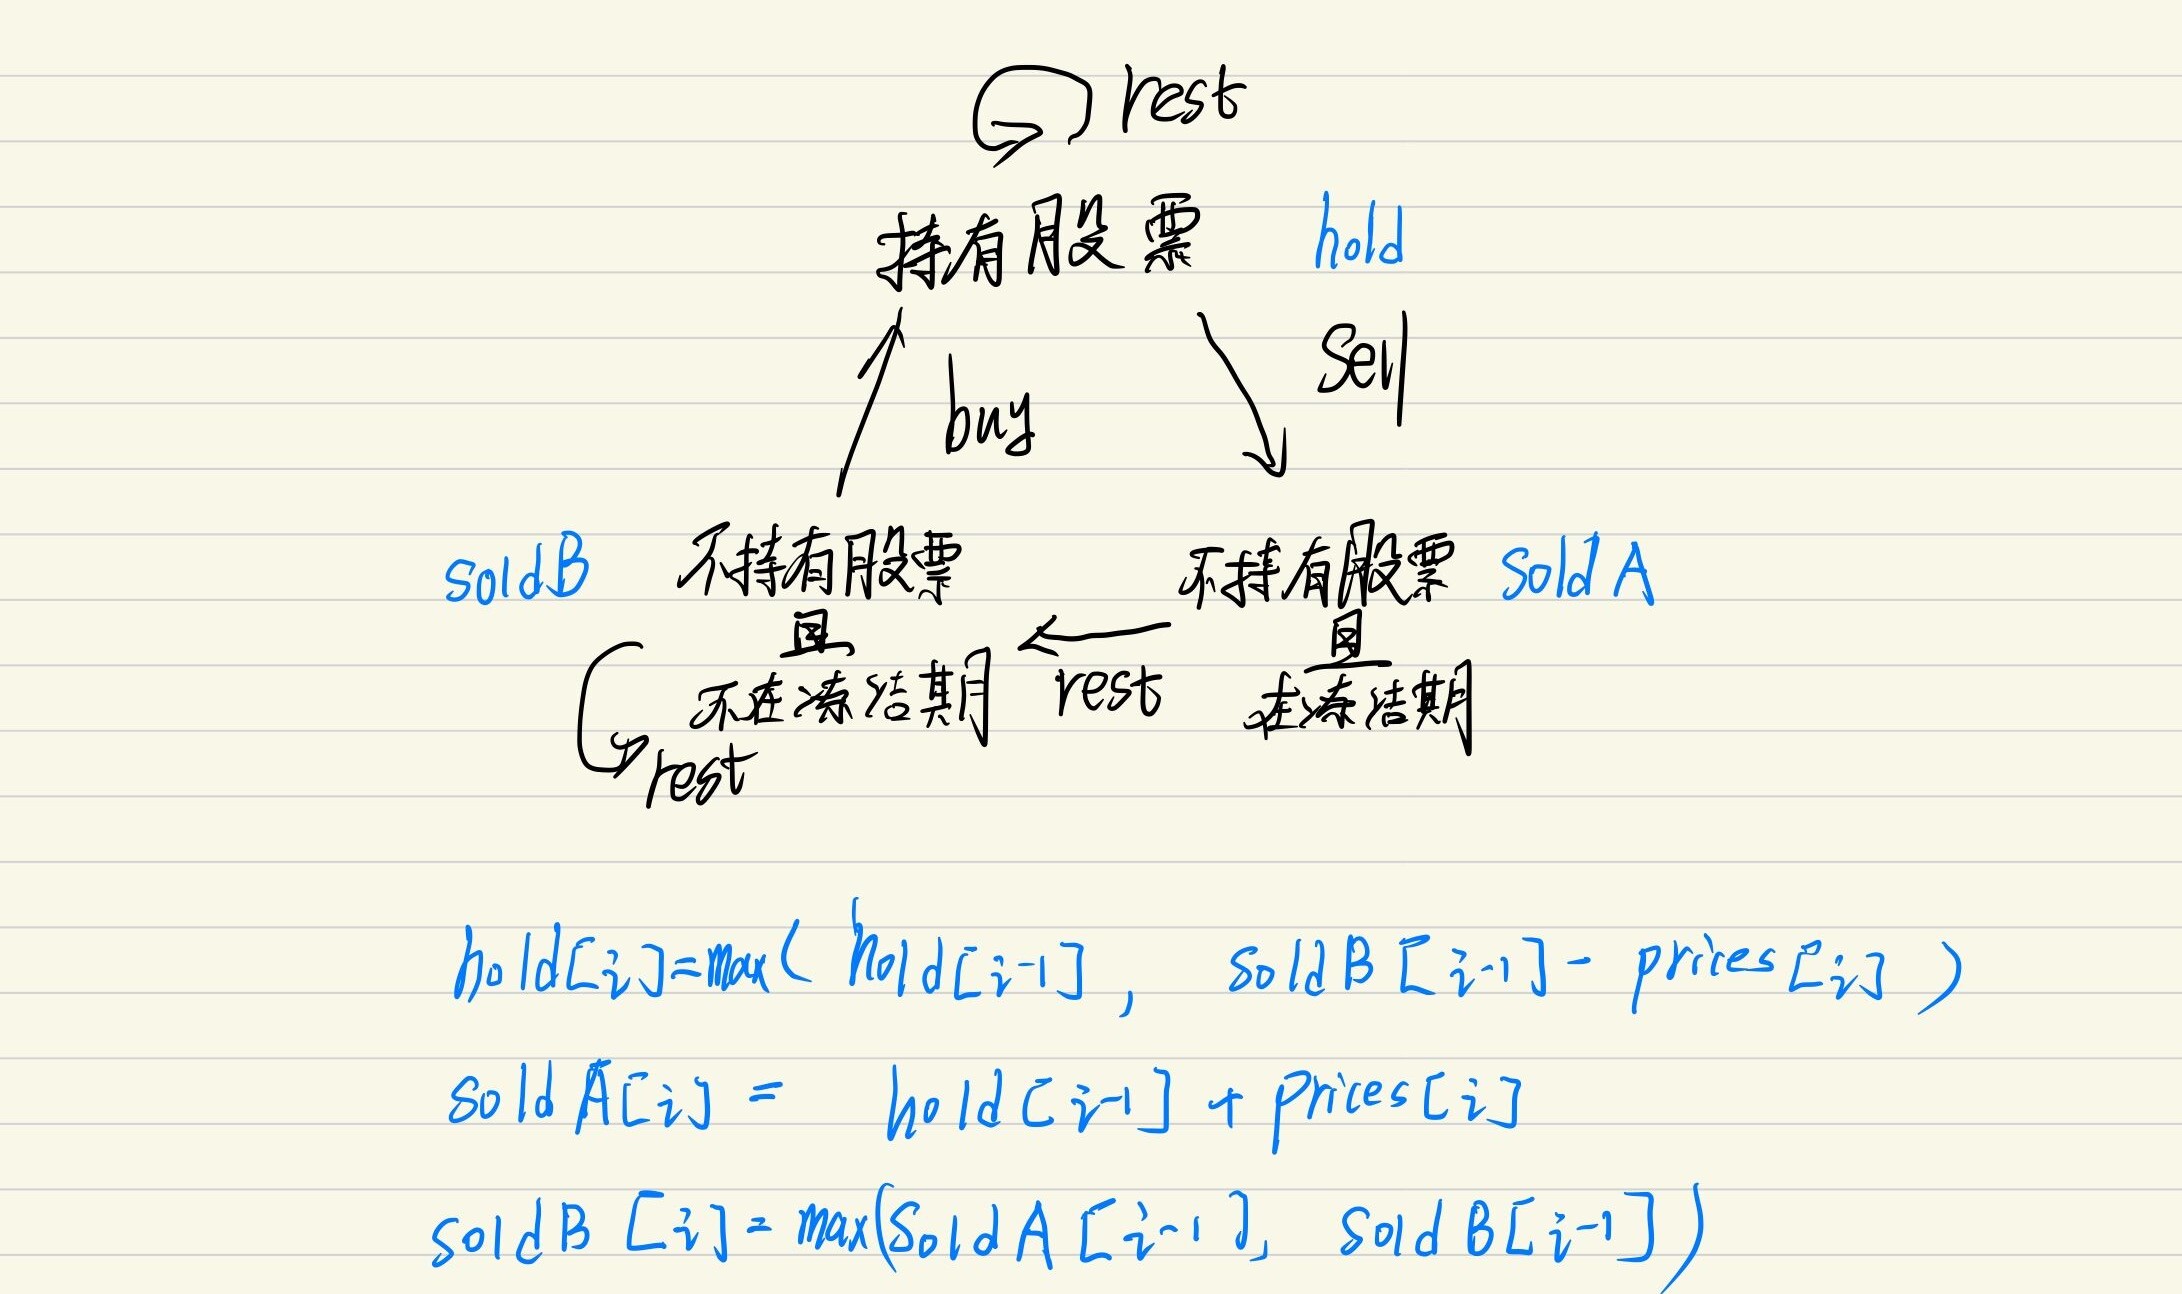 rest
持有股票 hold
buy sell
soldB 不持有股票 不持有股票 soldA
且 且
不在冻结期 rest 在冻结期
rest
hold[i]=max( hold[i-1], soldB[i-1] - prices[i] )
soldA[i] = hold[i-1] + prices[i]
soldB [i] = max(SoldA[i-1], soldB[i-1])